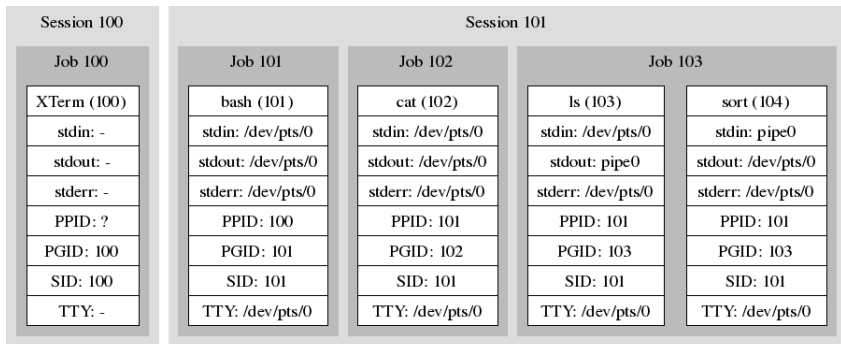 Session 100
Session 101
Job 100
Job 101
Job 102
Job 103
XTerm (100)
stdin: -
stdout: -
stderr: -
PPID: ?
PGID: 100
SID: 100
TTY: -
bash (101)
stdin: /dev/pts/0
stdout: /dev/pts/0
stderr: /dev/pts/0
PPID: 100
PGID: 101
SID: 101
TTY: /dev/pts/0
cat (102)
stdin: /dev/pts/0
stdout: /dev/pts/0
stderr: /dev/pts/0
PPID: 101
PGID: 102
SID: 101
TTY: /dev/pts/0
ls (103)
stdin: /dev/pts/0
stdout: pipe0
stderr: /dev/pts/0
PPID: 101
PGID: 103
SID: 101
TTY: /dev/pts/0
sort (104)
stdin: pipe0
stdout: /dev/pts/0
stderr: /dev/pts/0
PPID: 101
PGID: 103
SID: 101
TTY: /dev/pts/0